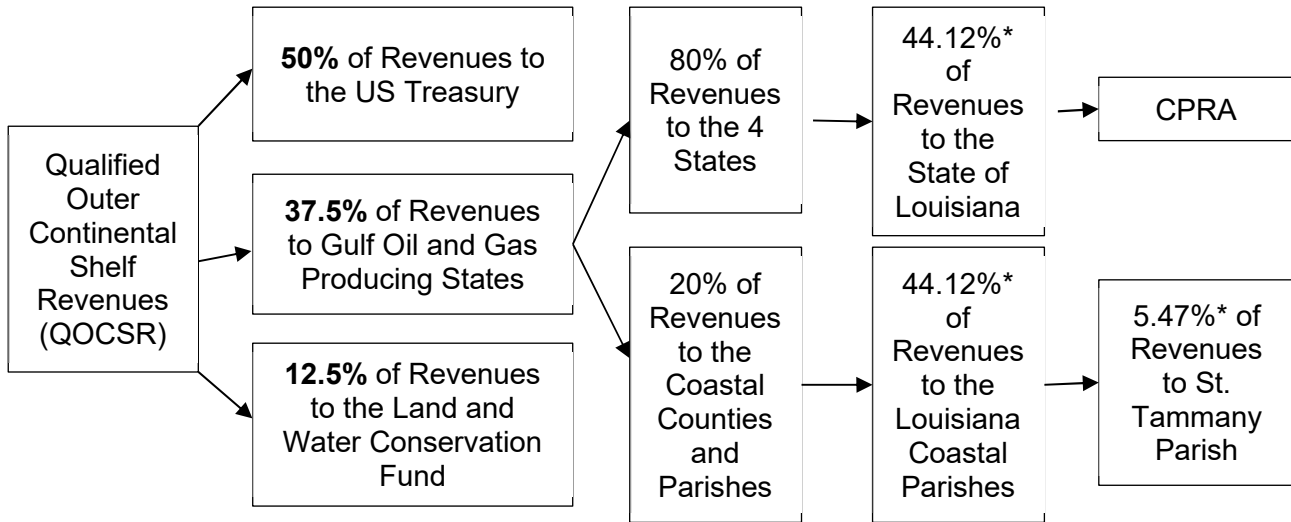 Qualified
Outer
Continental
Shelf
Revenues
(QOCSR)
50% of Revenues to
the US Treasury
37.5% of Revenues
to Gulf Oil and Gas
Producing States
12.5% of Revenues
to the Land and
Water Conservation
Fund
80% of
Revenues
to the 4
States
20% of
Revenues
to the
Coastal
Counties
and
Parishes
44.12%*
of
Revenues
to the
State of
Louisiana
44.12%*
of
Revenues
to the
Louisiana
Coastal
Parishes
CPRA
5.47%* of
Revenues
to St.
Tammany
Parish